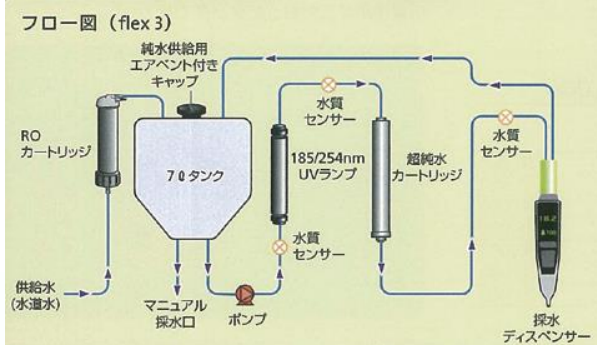 フロー図（flex 3）
純水供給用
エアベント付き
キャップ
RO
カートリッジ
7ℓタンク
185/254nm
UVランプ
水質
センサー
超純水
カートリッジ
水質
センサー
水質
センサー
18.2
100
供給水
(水道水)
マニュアル
採水口
ポンプ
採水
ディスペンサー